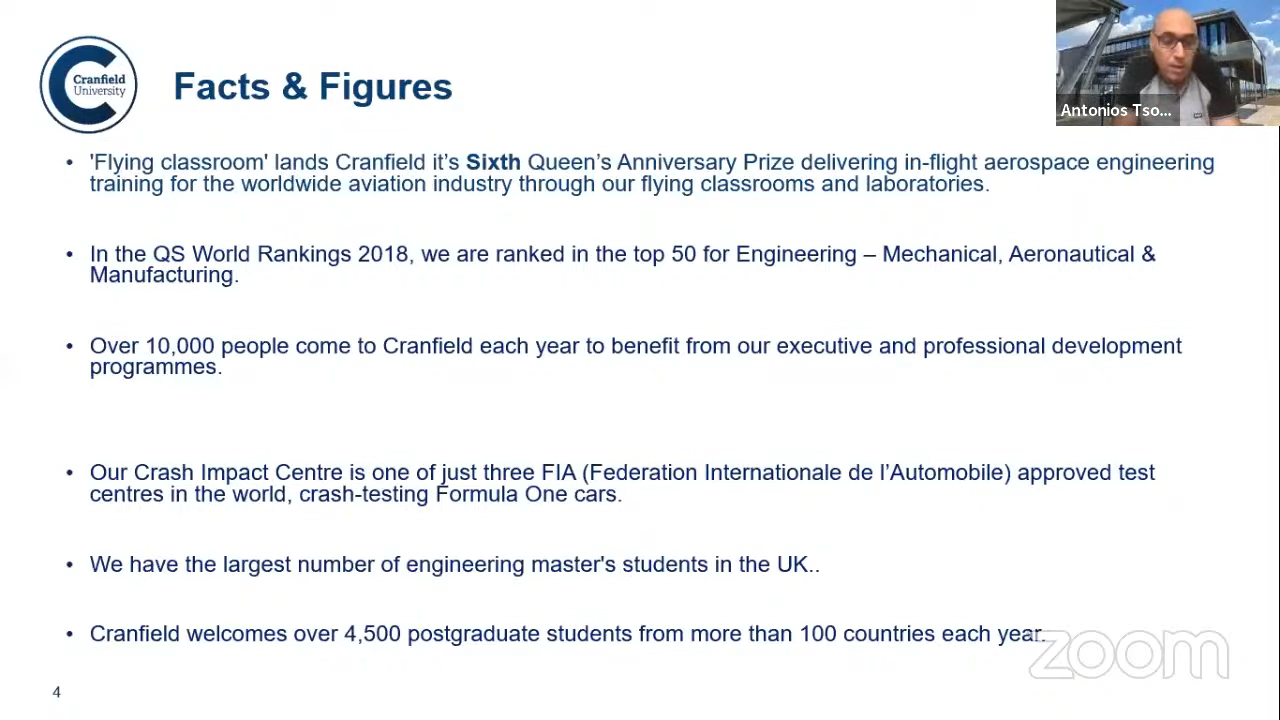 Cranfield
University
Facts & Figures
Antonios Tso...
• 'Flying classroom' lands Cranfield it’s Sixth Queen’s Anniversary Prize delivering in-flight aerospace engineering
training for the worldwide aviation industry through our flying classrooms and laboratories.
• In the QS World Rankings 2018, we are ranked in the top 50 for Engineering – Mechanical, Aeronautical &
Manufacturing.
• Over 10,000 people come to Cranfield each year to benefit from our executive and professional development
programmes.
• Our Crash Impact Centre is one of just three FIA (Federation Internationale de l’Automobile) approved test
centres in the world, crash-testing Formula One cars.
• We have the largest number of engineering master's students in the UK..
• Cranfield welcomes over 4,500 postgraduate students from more than 100 countries each year.
zoom
4